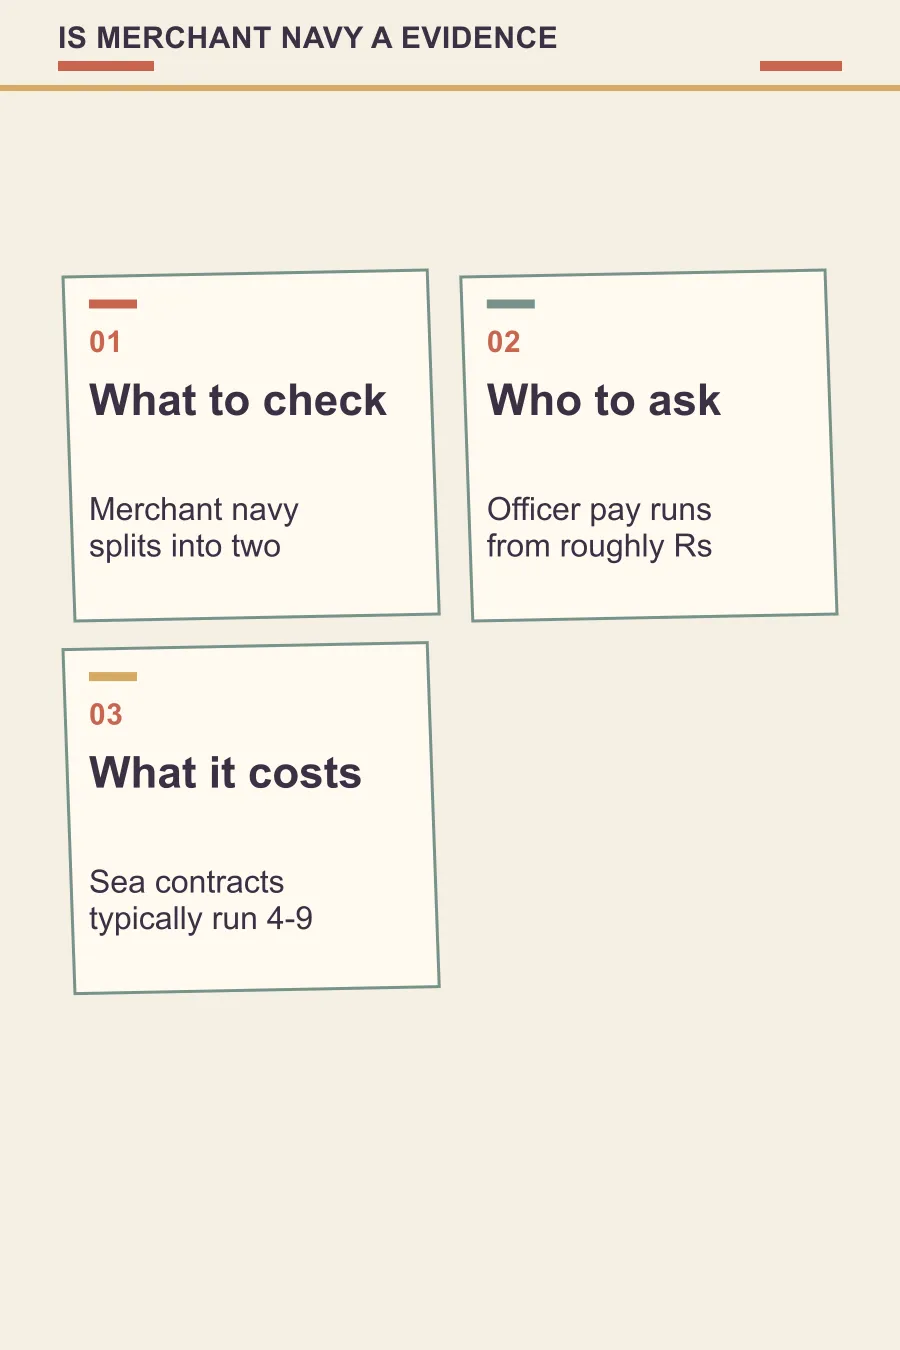 IS MERCHANT NAVY A EVIDENCE
01
What to check
Merchant navy
splits into two
02
Who to ask
Officer pay runs
from roughly Rs
03
What it costs
Sea contracts
typically run 4-9